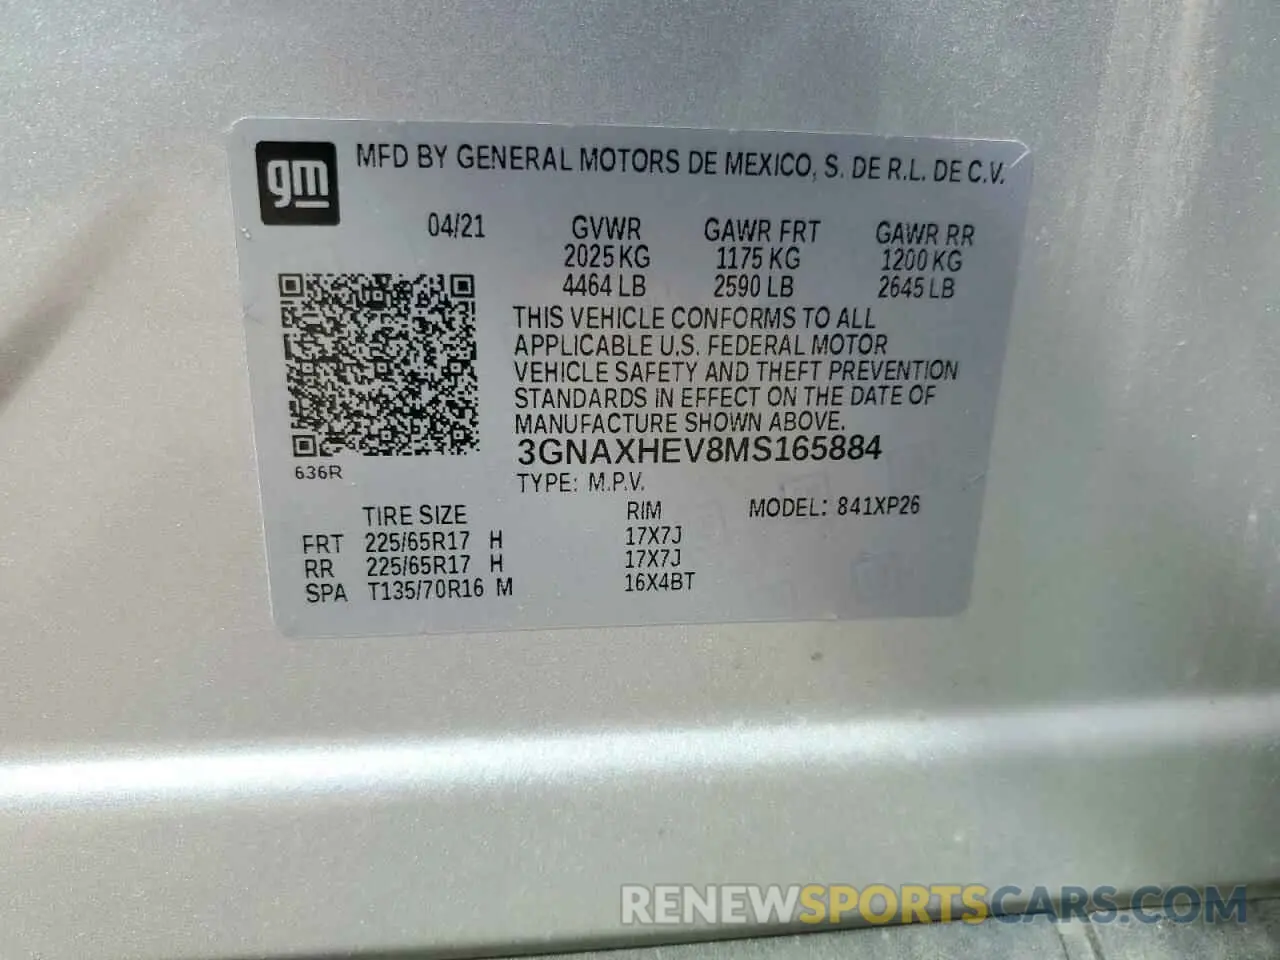 gm
MFD BY GENERAL MOTORS DE MEXICO, S. DE R.L. DE C.V.
04/21 GVWR GAWR FRT GAWR RR
2025 KG 1175 KG 1200 KG
4464 LB 2590 LB 2645 LB
THIS VEHICLE CONFORMS TO ALL
APPLICABLE U.S. FEDERAL MOTOR
VEHICLE SAFETY AND THEFT PREVENTION
STANDARDS IN EFFECT ON THE DATE OF
MANUFACTURE SHOWN ABOVE.
3GNAXHEV8MS165884
636R
TYPE: M.P.V.
TIRE SIZE RIM MODEL: 841XP26
FRT 225/65R17 H 17X7J
RR 225/65R17 H 17X7J
SPA T135/70R16 M 16X4BT
RENEWSPORTSCARS.COM